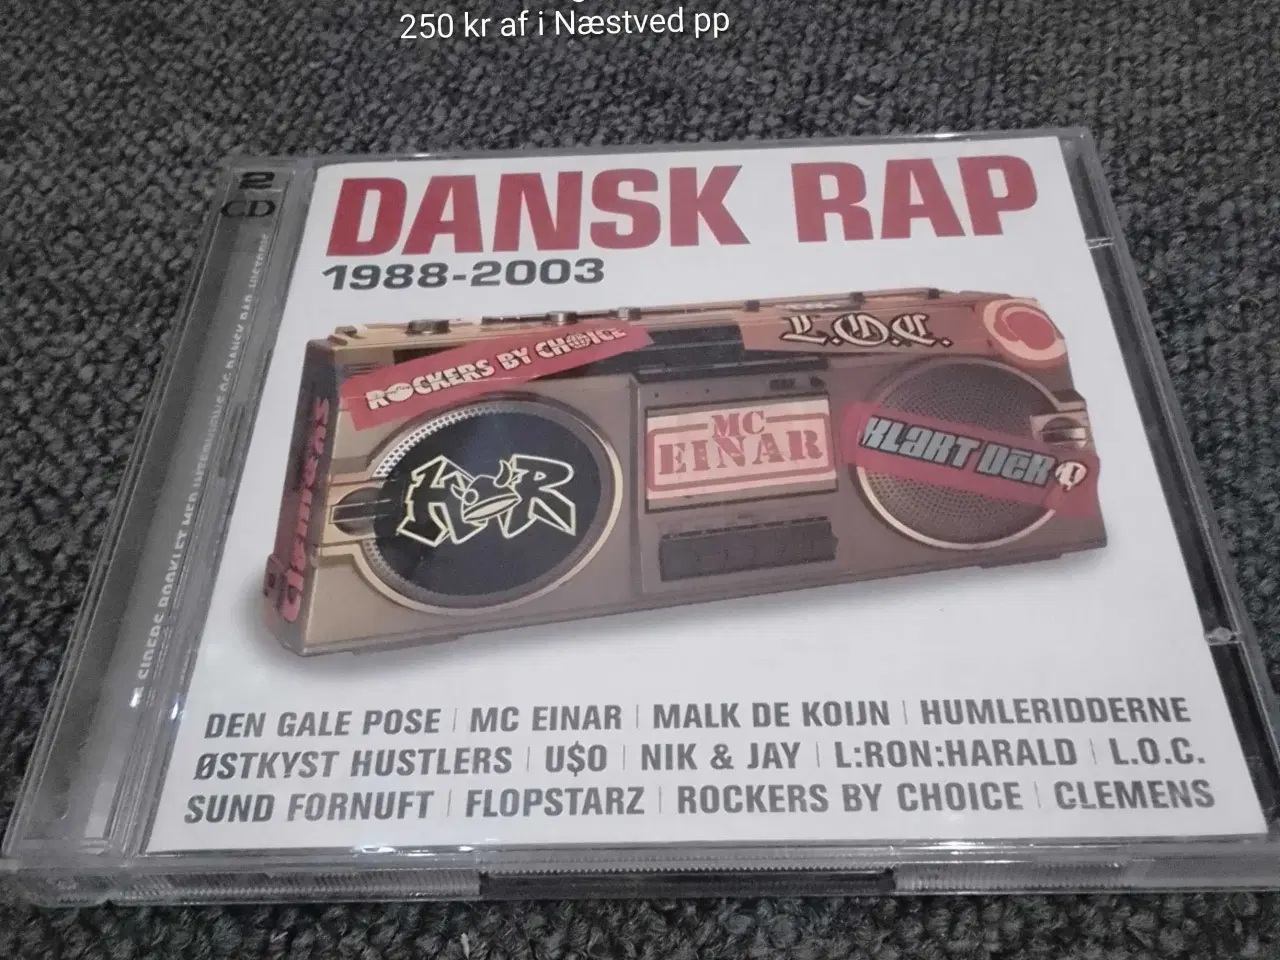 250 kr af i Næstved pp
2
CD
DANSK RAP
1988-2003
ROCKERS BY CHOICE
L.O.C.
MC
EINAR
KLART DER
Clemens
DEN GALE POSE | MC EINAR | MALK DE KOIJN | HUMLERIDDERNE
ØSTKYST HUSTLERS | U$O | NIK & JAY | L:RON:HARALD | L.O.C.
SUND FORNUFT | FLOPSTARZ | ROCKERS BY CHOICE | CLEMENS